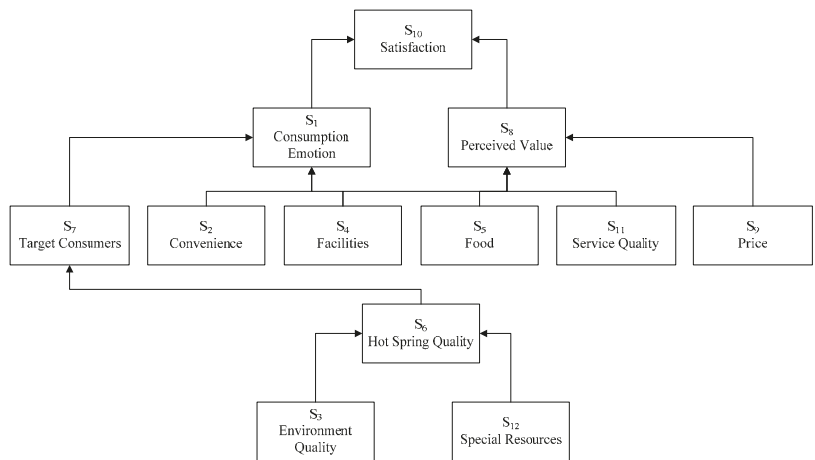 S10
Satisfaction
S1
Consumption
Emotion
S8
Perceived Value
S7
Target Consumers
S2
Convenience
S4
Facilities
S5
Food
S11
Service Quality
S9
Price
S6
Hot Spring Quality
S3
Environment
Quality
S12
Special Resources